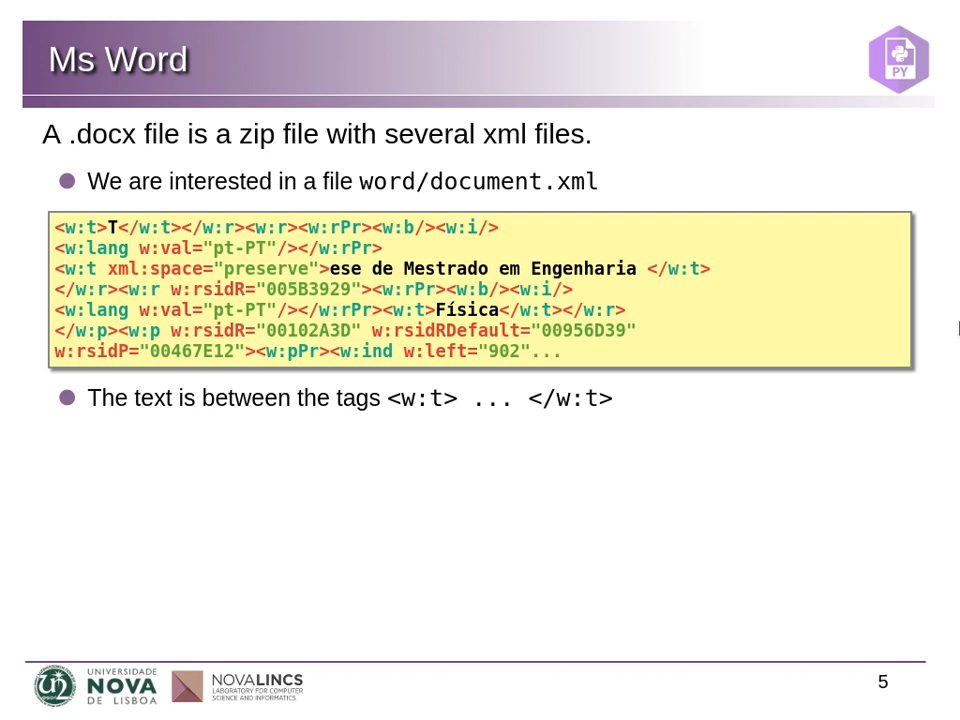 Ms Word
PY
A .docx file is a zip file with several xml files.
We are interested in a file word/document.xml
<w:t>T</w:t></w:r><w:r><w:rPr><w:b/><w:i/>
<w:lang w:val="pt-PT"/></w:rPr>
<w:t xml:space="preserve">ese de Mestrado em Engenharia </w:t>
</w:r><w:r w:rsidR="005B3929"><w:rPr><w:b/><w:i/>
<w:lang w:val="pt-PT"/></w:rPr><w:t>Física</w:t></w:r>
</w:p><w:p w:rsidR="00102A3D" w:rsidRDefault="00956D39"
w:rsidP="00467E12"><w:pPr><w:ind w:left="902"...
The text is between the tags <w:t> ... </w:t>
UNIVERSIDADE
NOVA
DE LISBOA
NOVALINCS
LABORATORY FOR COMPUTER
SCIENCE AND INFORMATICS
5